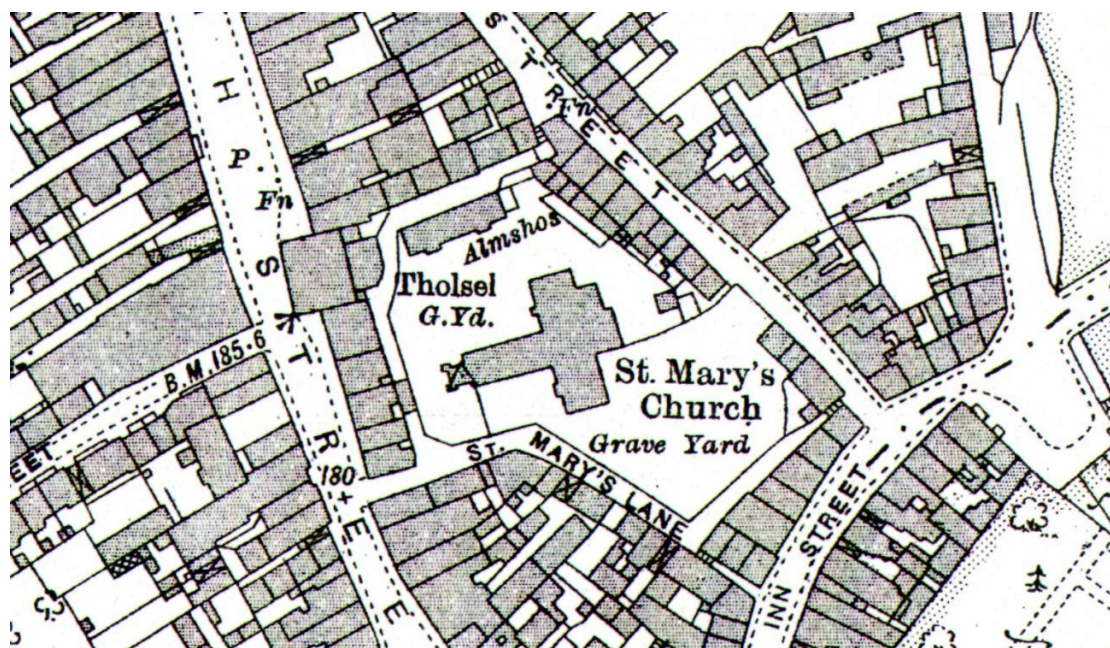 H
STREET
P.
Fn
Fn
Almshos
Tholsel
G.Yd.
B.M.185·6
STREE
St. Mary's
Church
Grave Yard
ST. MARY'S LANE
EET
180
INN STREET